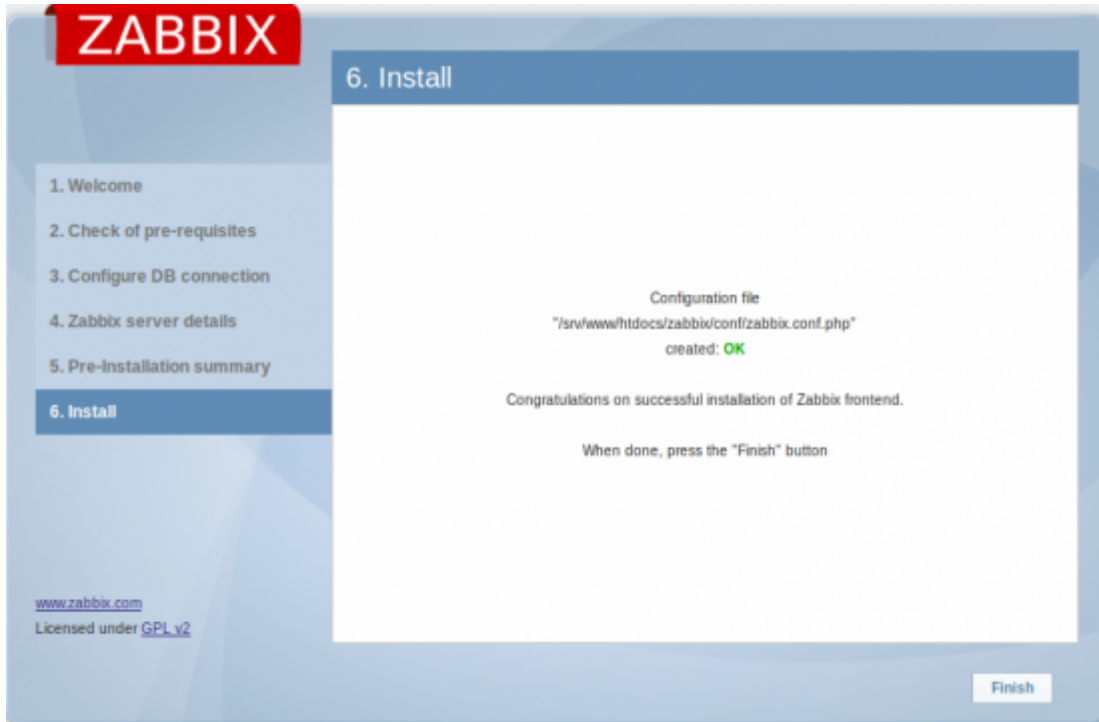 ZABBIX
6. Install
1. Welcome
2. Check of pre-requisites
3. Configure DB connection
4. Zabbix server details
5. Pre-Installation summary
6. Install
Configuration file
"/srv/www/htdocs/zabbix/conf/zabbix.conf.php"
created: OK
Congratulations on successful installation of Zabbix frontend.
When done, press the "Finish" button
www.zabbix.com
Licensed under GPL v2
Finish